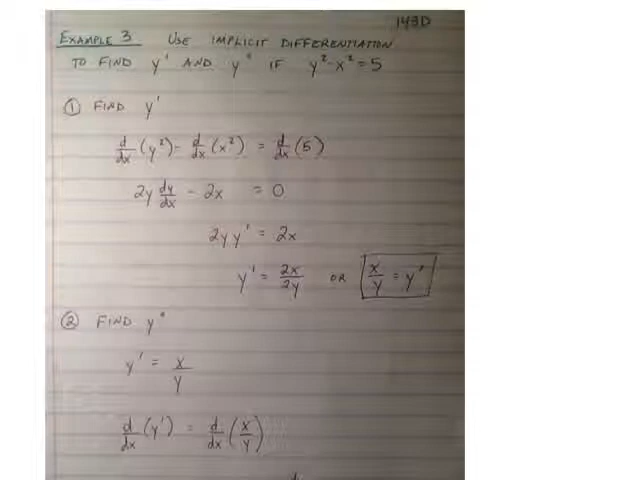 143D
EXAMPLE 3 USE IMPLICIT DIFFERENTIATION
TO FIND y' AND y" IF y²-x²=5
① FIND y'
d/dx (y²) - d/dx (x²) = d/dx (5)
2y dy/dx - 2x = 0
2y y' = 2x
y' = 2x/2y OR x/y = y'
② FIND y"
y' = x/y
d/dx (y') = d/dx (x/y)